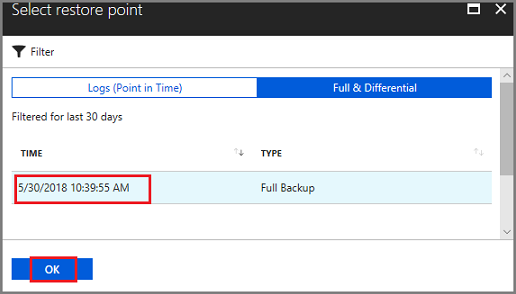 Select restore point
Filter
Logs (Point in Time) Full & Differential
Filtered for last 30 days
TIME TYPE
5/30/2018 10:39:55 AM Full Backup
OK